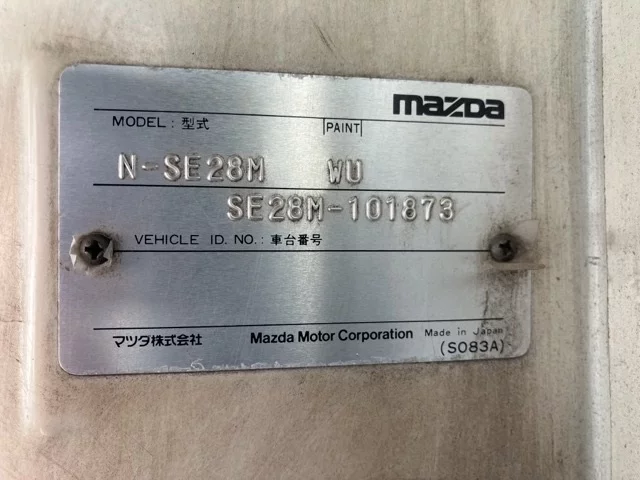 mazda
MODEL : 型式 PAINT
N-SE28M WU
SE28M-101873
VEHICLE ID. NO. : 車台番号
マツダ株式会社 Mazda Motor Corporation Made in Japan
(S083A)